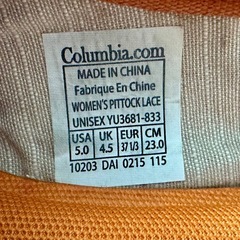 Columbia.com
MADE IN CHINA
Fabrique En Chine
WOMEN'S PITTOCK LACE
UNISEX YU3681-833
USA UK EUR CM
5.0 4.5 37 1/3 23.0
10203 DAI 0215 115